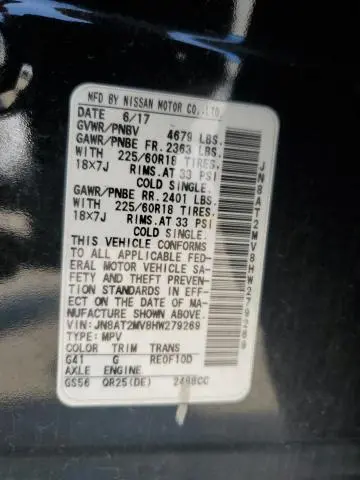 MFD BY NISSAN MOTOR CO.,LTD.
DATE 6/17
GVWR/PNBV 4679 LBS.
GAWR/PNBE FR. 2363 LBS.
WITH 225/60R18 TIRES,
18×7J RIMS.AT 33 PSI
COLD SINGLE.
GAWR/PNBE RR. 2401 LBS.
WITH 225/60R18 TIRES,
18×7J RIMS.AT 33 PSI
COLD SINGLE.
THIS VEHICLE CONFORMS
TO ALL APPLICABLE FED-
ERAL MOTOR VEHICLE SA-
FETY AND THEFT PREVEN-
TION STANDARDS IN EFF-
ECT ON THE DATE OF MA-
NUFACTURE SHOWN ABOVE.
VIN:JN8AT2MV8HW279269
TYPE: MPV
COLOR TRIM TRANS
G41 G RE0F10D
AXLE ENGINE
GS56 QR25(DE) 2488CC
JN8AT2MV8HW279269